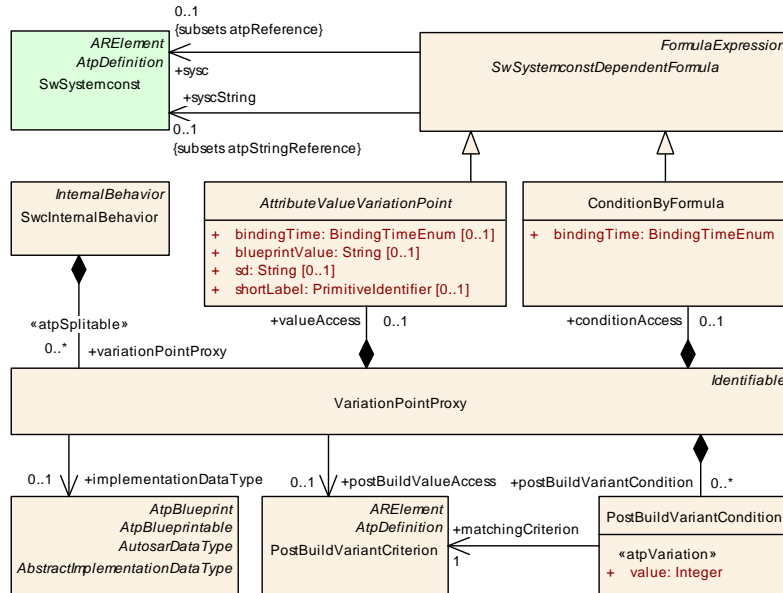 0..1
{subsets atpReference}
ARElement
AtpDefinition
SwSystemconst
+sysc
+syscString
0..1
{subsets atpStringReference}
FormulaExpression
SwSystemconstDependentFormula
InternalBehavior
SwcInternalBehavior
AttributeValueVariationPoint
+ bindingTime: BindingTimeEnum [0..1]
+ blueprintValue: String [0..1]
+ sd: String [0..1]
+ shortLabel: PrimitiveIdentifier [0..1]
ConditionByFormula
+ bindingTime: BindingTimeEnum
«atpSplitable»
0..*
+variationPointProxy
+valueAccess
0..1
+conditionAccess
0..1
Identifiable
VariationPointProxy
0..1
+implementationDataType
0..1
+postBuildValueAccess
+postBuildVariantCondition
0..*
AtpBlueprint
AtpBlueprintable
AutosarDataType
AbstractImplementationDataType
ARElement
AtpDefinition
PostBuildVariantCriterion
+matchingCriterion
1
PostBuildVariantCondition
«atpVariation»
+ value: Integer